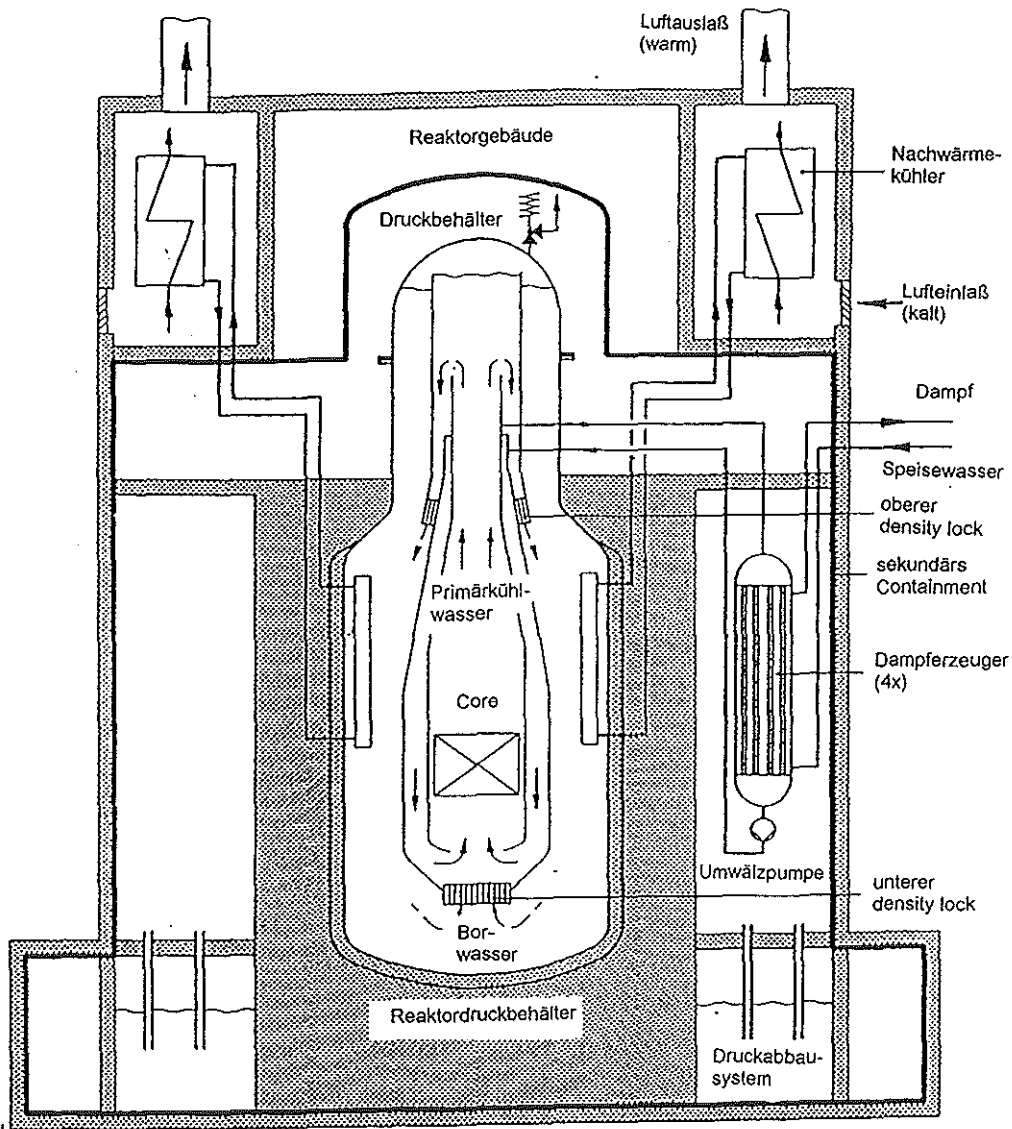 Luftauslaß
(warm)
Reaktorgebäude
Nachwärme-
kühler
Druckbehälter
Lufteinlaß
(kalt)
Dampf
Speisewasser
oberer
density lock
sekundärs
Containment
Primärkühl-
wasser
Dampferzeuger
(4x)
Core
Umwälzpumpe
unterer
density lock
Bor-
wasser
Reaktordruckbehälter
Druckabbau-
system